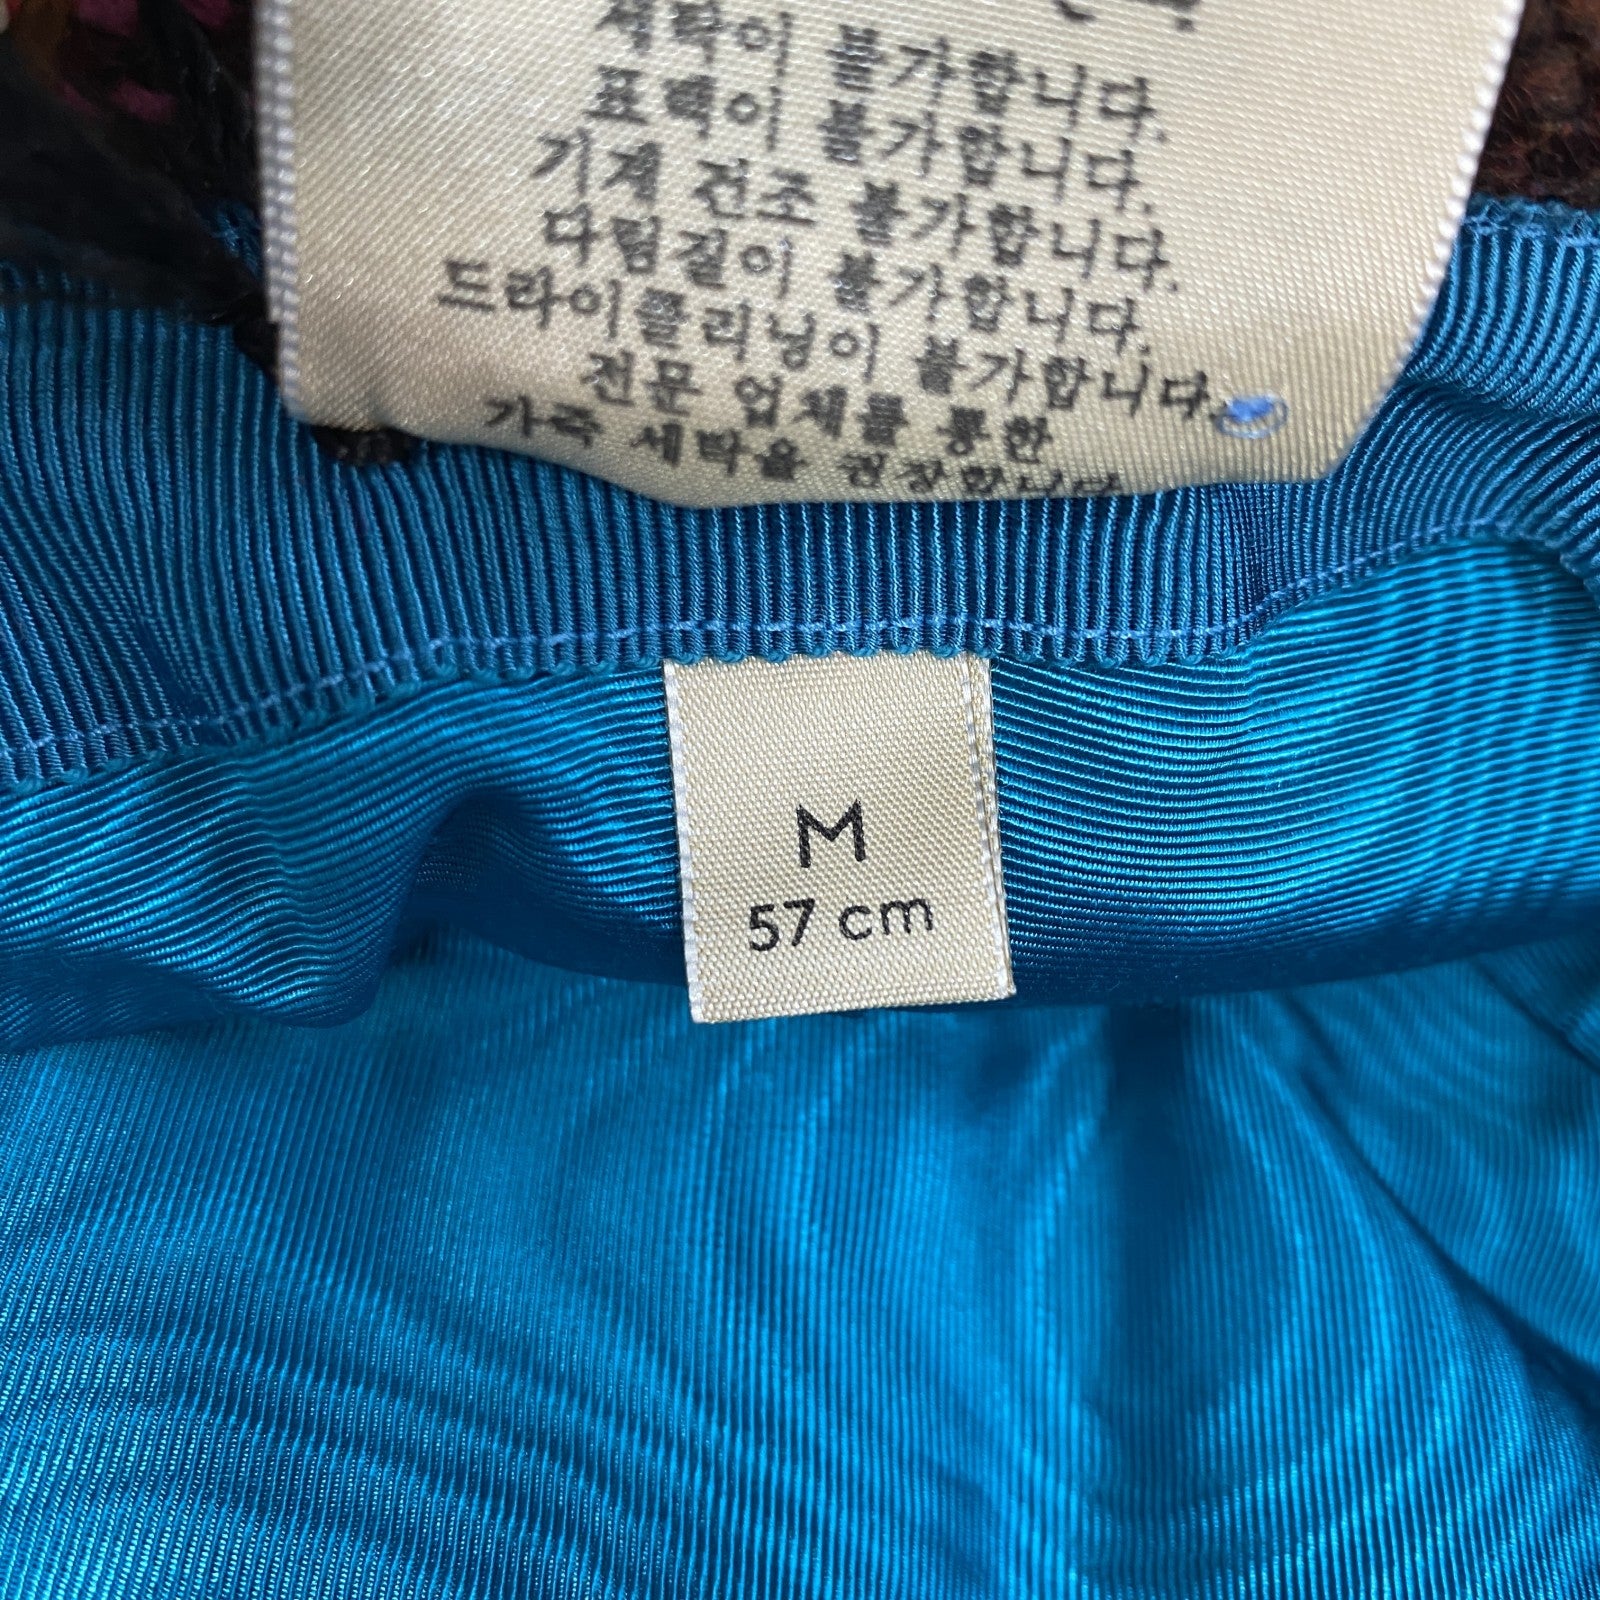 세탁이 불가합니다.
표백이 불가합니다.
기계 건조 불가합니다.
다림질이 불가합니다.
드라이클리닝이 불가합니다.
전문 업체를 통한
가죽 세탁을 권장합니다
M
57 cm